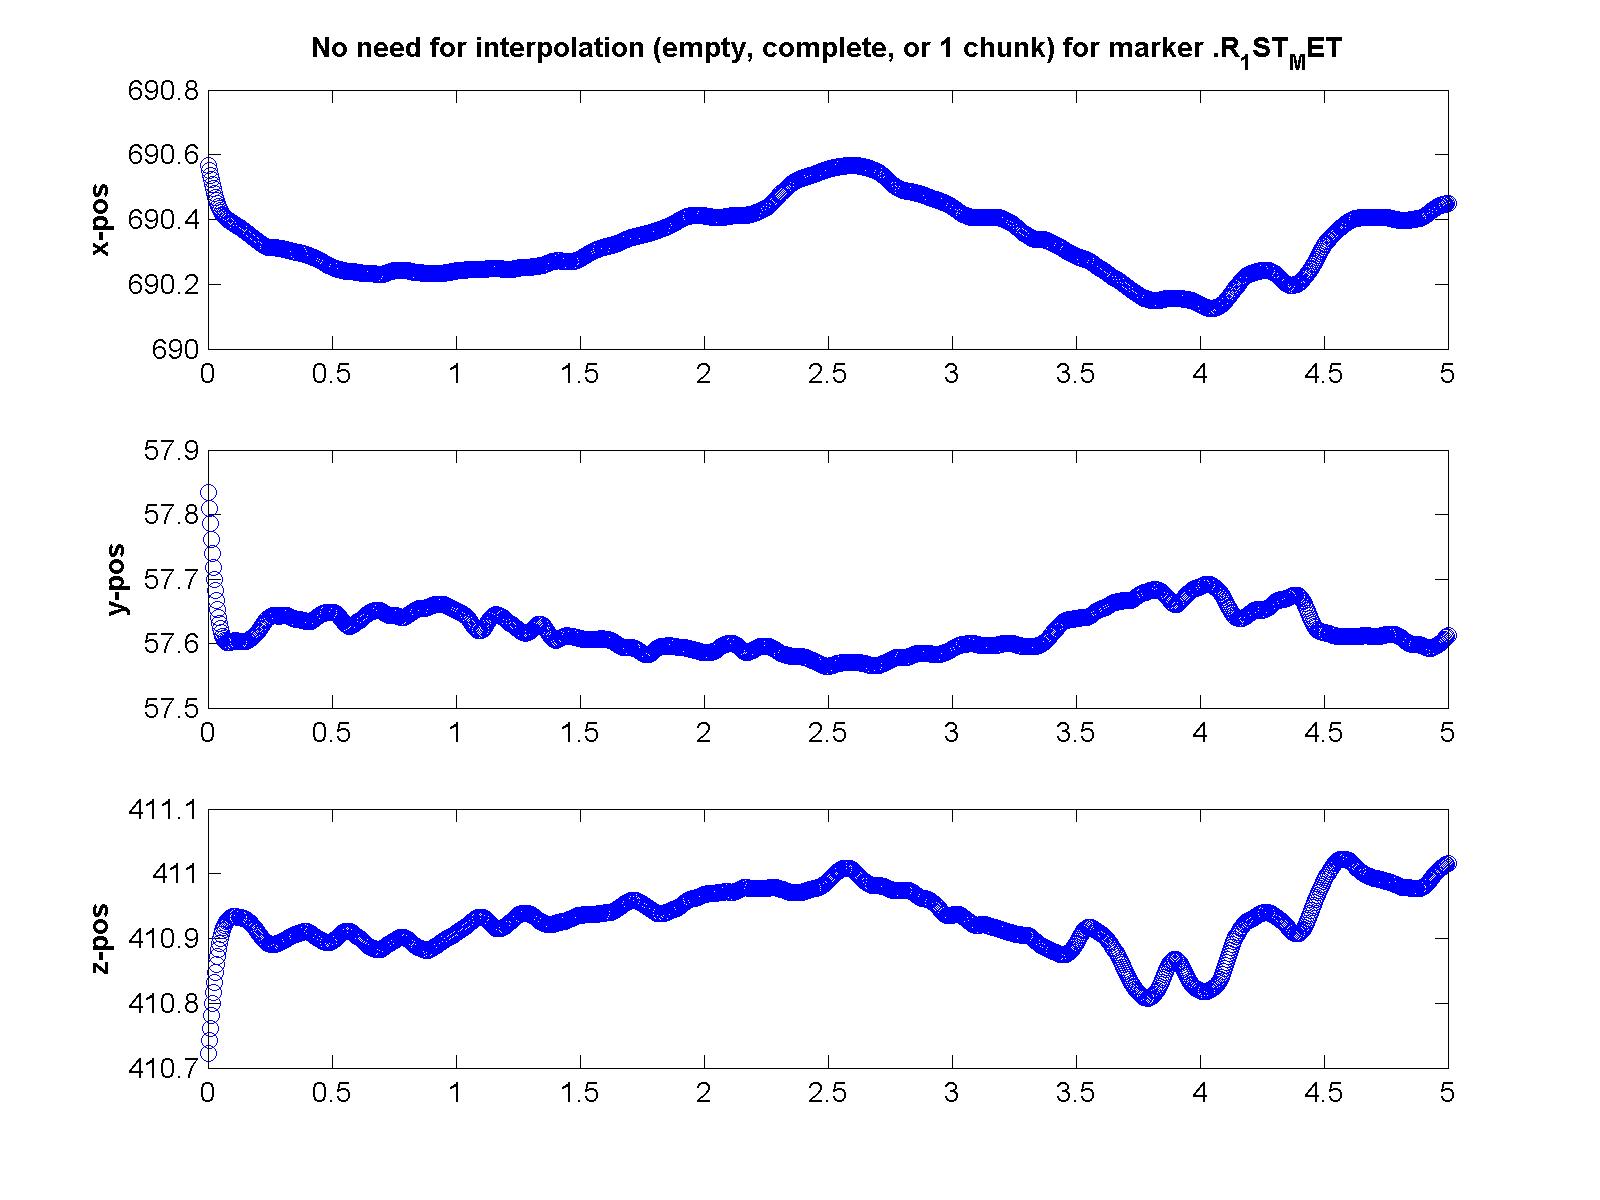 No need for interpolation (empty, complete, or 1 chunk) for marker .R₁ST_MET
690.8
690.6
690.4
690.2
690
x-pos
0 0.5 1 1.5 2 2.5 3 3.5 4 4.5 5
57.9
57.8
57.7
57.6
57.5
y-pos
0 0.5 1 1.5 2 2.5 3 3.5 4 4.5 5
411.1
411
410.9
410.8
410.7
z-pos
0 0.5 1 1.5 2 2.5 3 3.5 4 4.5 5